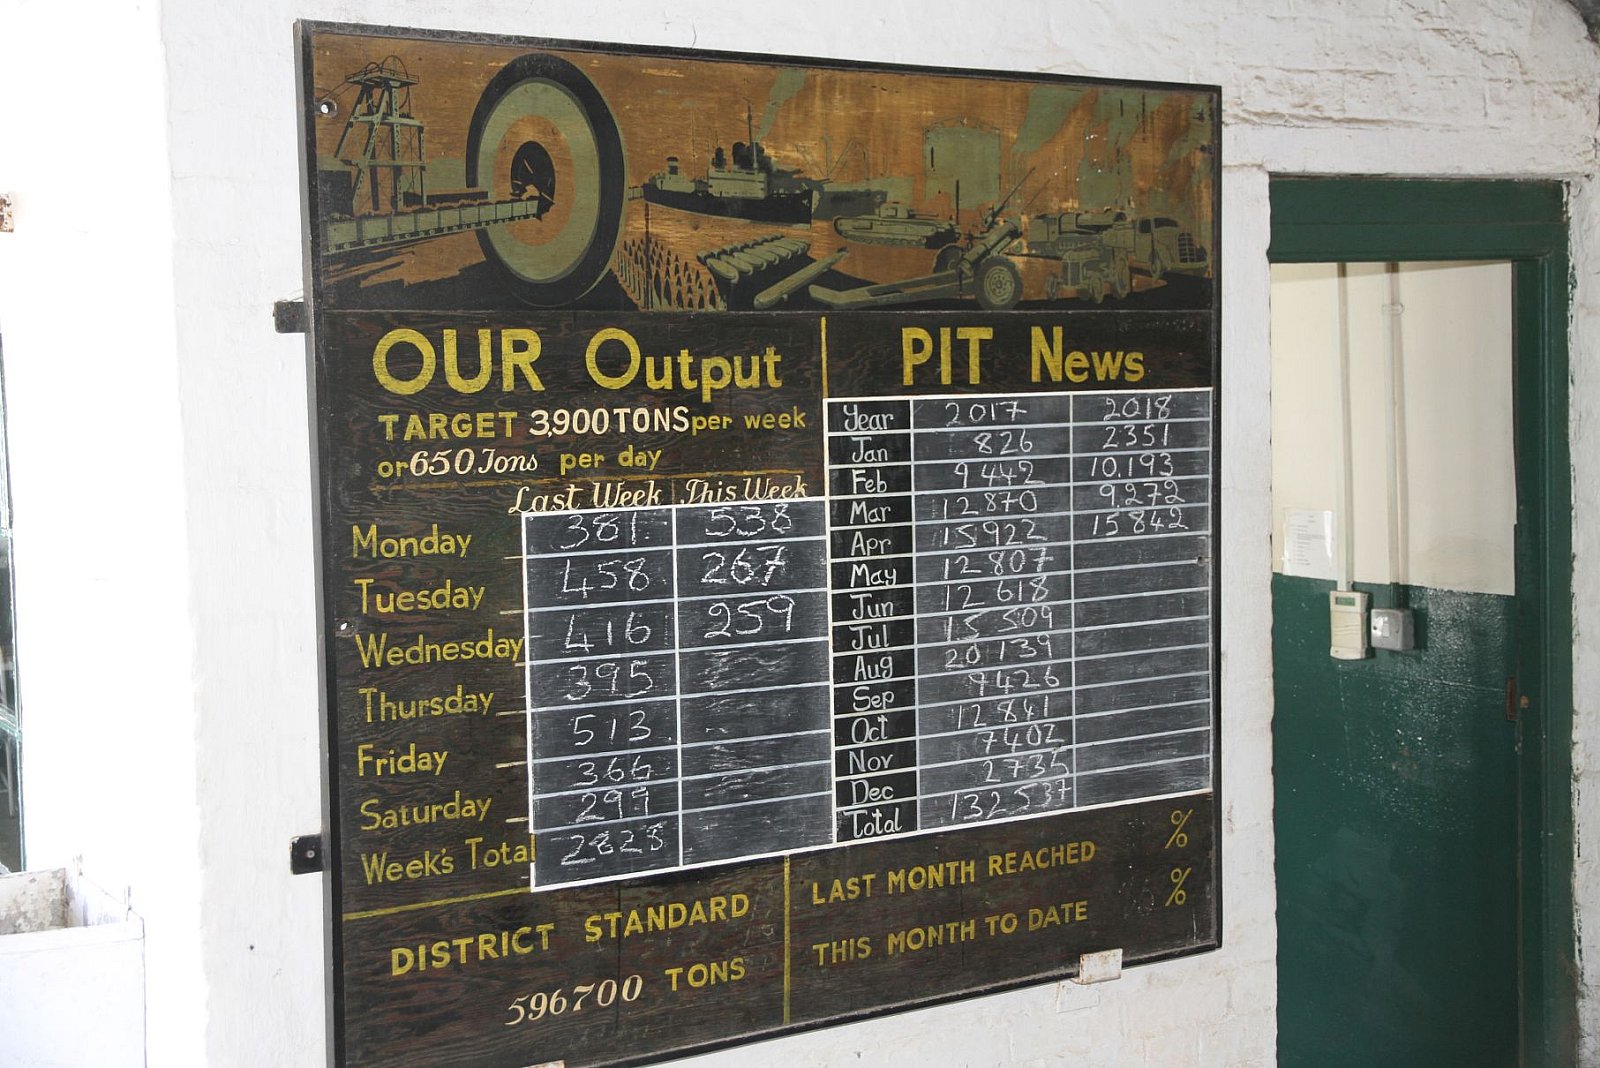 OUR Output
TARGET 3,900 TONS per week
or 650 Tons per day
Last Week This Week
Monday 381 538
Tuesday 458 267
Wednesday 416 259
Thursday 395
Friday 513
Saturday 366
299
Week's Total 2828
DISTRICT STANDARD
596700 TONS
PIT News
Year 2017 2018
Jan 826 2351
Feb 9442 10,193
Mar 12870 9272
Apr 15922 15842
May 12807
Jun 12618
Jul 15509
Aug 20139
Sep 9426
Oct 12841
Nov 7402
Dec 2735
Total 132537
LAST MONTH REACHED %
THIS MONTH TO DATE %